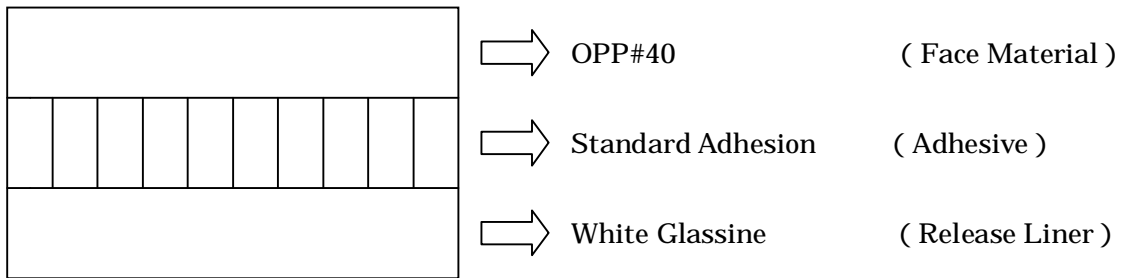 OPP#40 ( Face Material )
Standard Adhesion ( Adhesive )
White Glassine ( Release Liner )